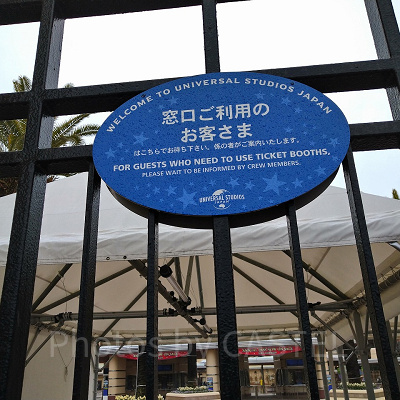 WELCOME TO UNIVERSAL STUDIOS JAPAN
窓口ご利用の
お客さま
はこちらでお待ち下さい。係の者がご案内いたします。
FOR GUESTS WHO NEED TO USE TICKET BOOTHS.
PLEASE WAIT TO BE INFORMED BY CREW MEMBERS.
UNIVERSAL STUDIOS
JAPAN